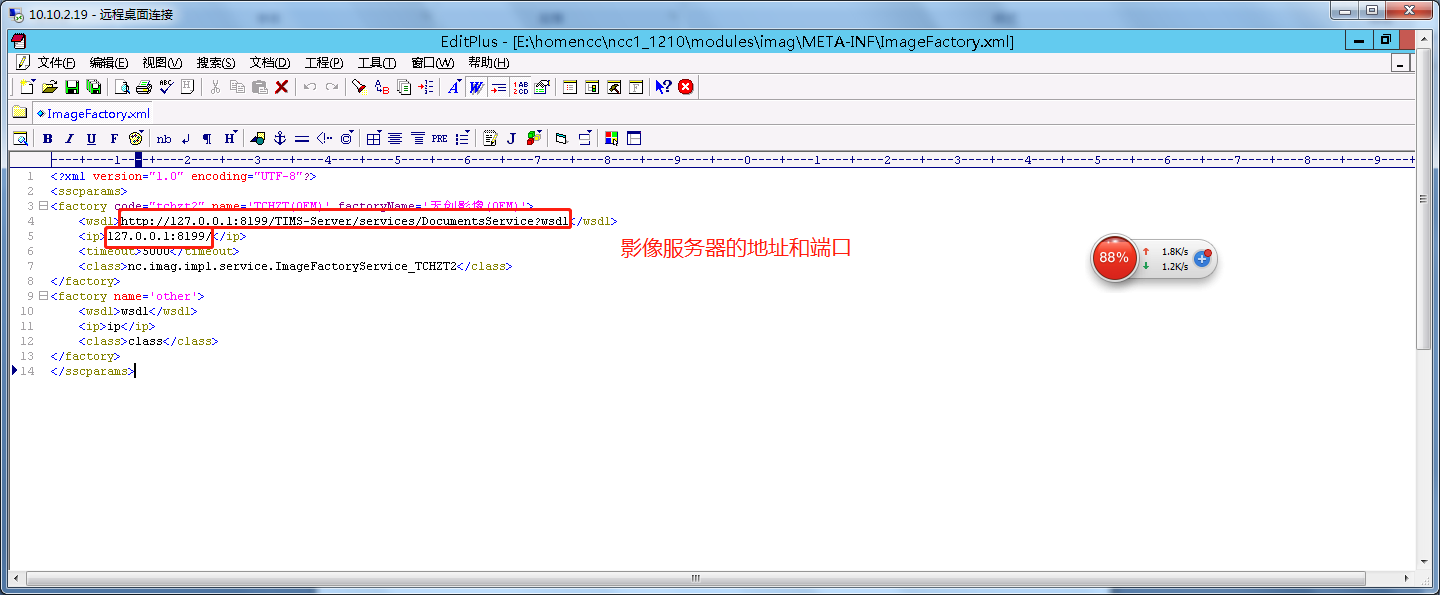 10.10.2.19 - 远程桌面连接
EditPlus - [E:\homencc\ncc1_1210\modules\imag\META-INF\ImageFactory.xml]
文件(F) 编辑(E) 视图(V) 搜索(S) 文档(D) 工程(P) 工具(T) 窗口(W) 帮助(H)
ImageFactory.xml
B I U F nb H PRE J
----+----1----+----2----+----3----+----4----+----5----+----6----+----7----+----8----+----9----+----0----+----1----+----2----+----3----+----4----+----5----+----6----+----7----+----8----+----9----+
1 <?xml version="1.0" encoding="UTF-8"?>
2 <sscparams>
3 <factory code="tchzt2" name='TCHZT(OEM)' factoryName='天创影像(OEM)'>
4 <wsdl>http://127.0.0.1:8199/TIMS-Server/services/DocumentsService?wsdl</wsdl>
影像服务器的地址和端口
5 <ip>127.0.0.1:8199/</ip>
6 <timeout>5000</timeout>
7 <class>nc.imag.impl.service.ImageFactoryService_TCHZT2</class>
8 </factory>
9 <factory name='other'>
10 <wsdl>wsdl</wsdl>
11 <ip>ip</ip>
12 <class>class</class>
13 </factory>
14 </sscparams>
88%
1.8K/s
1.2K/s